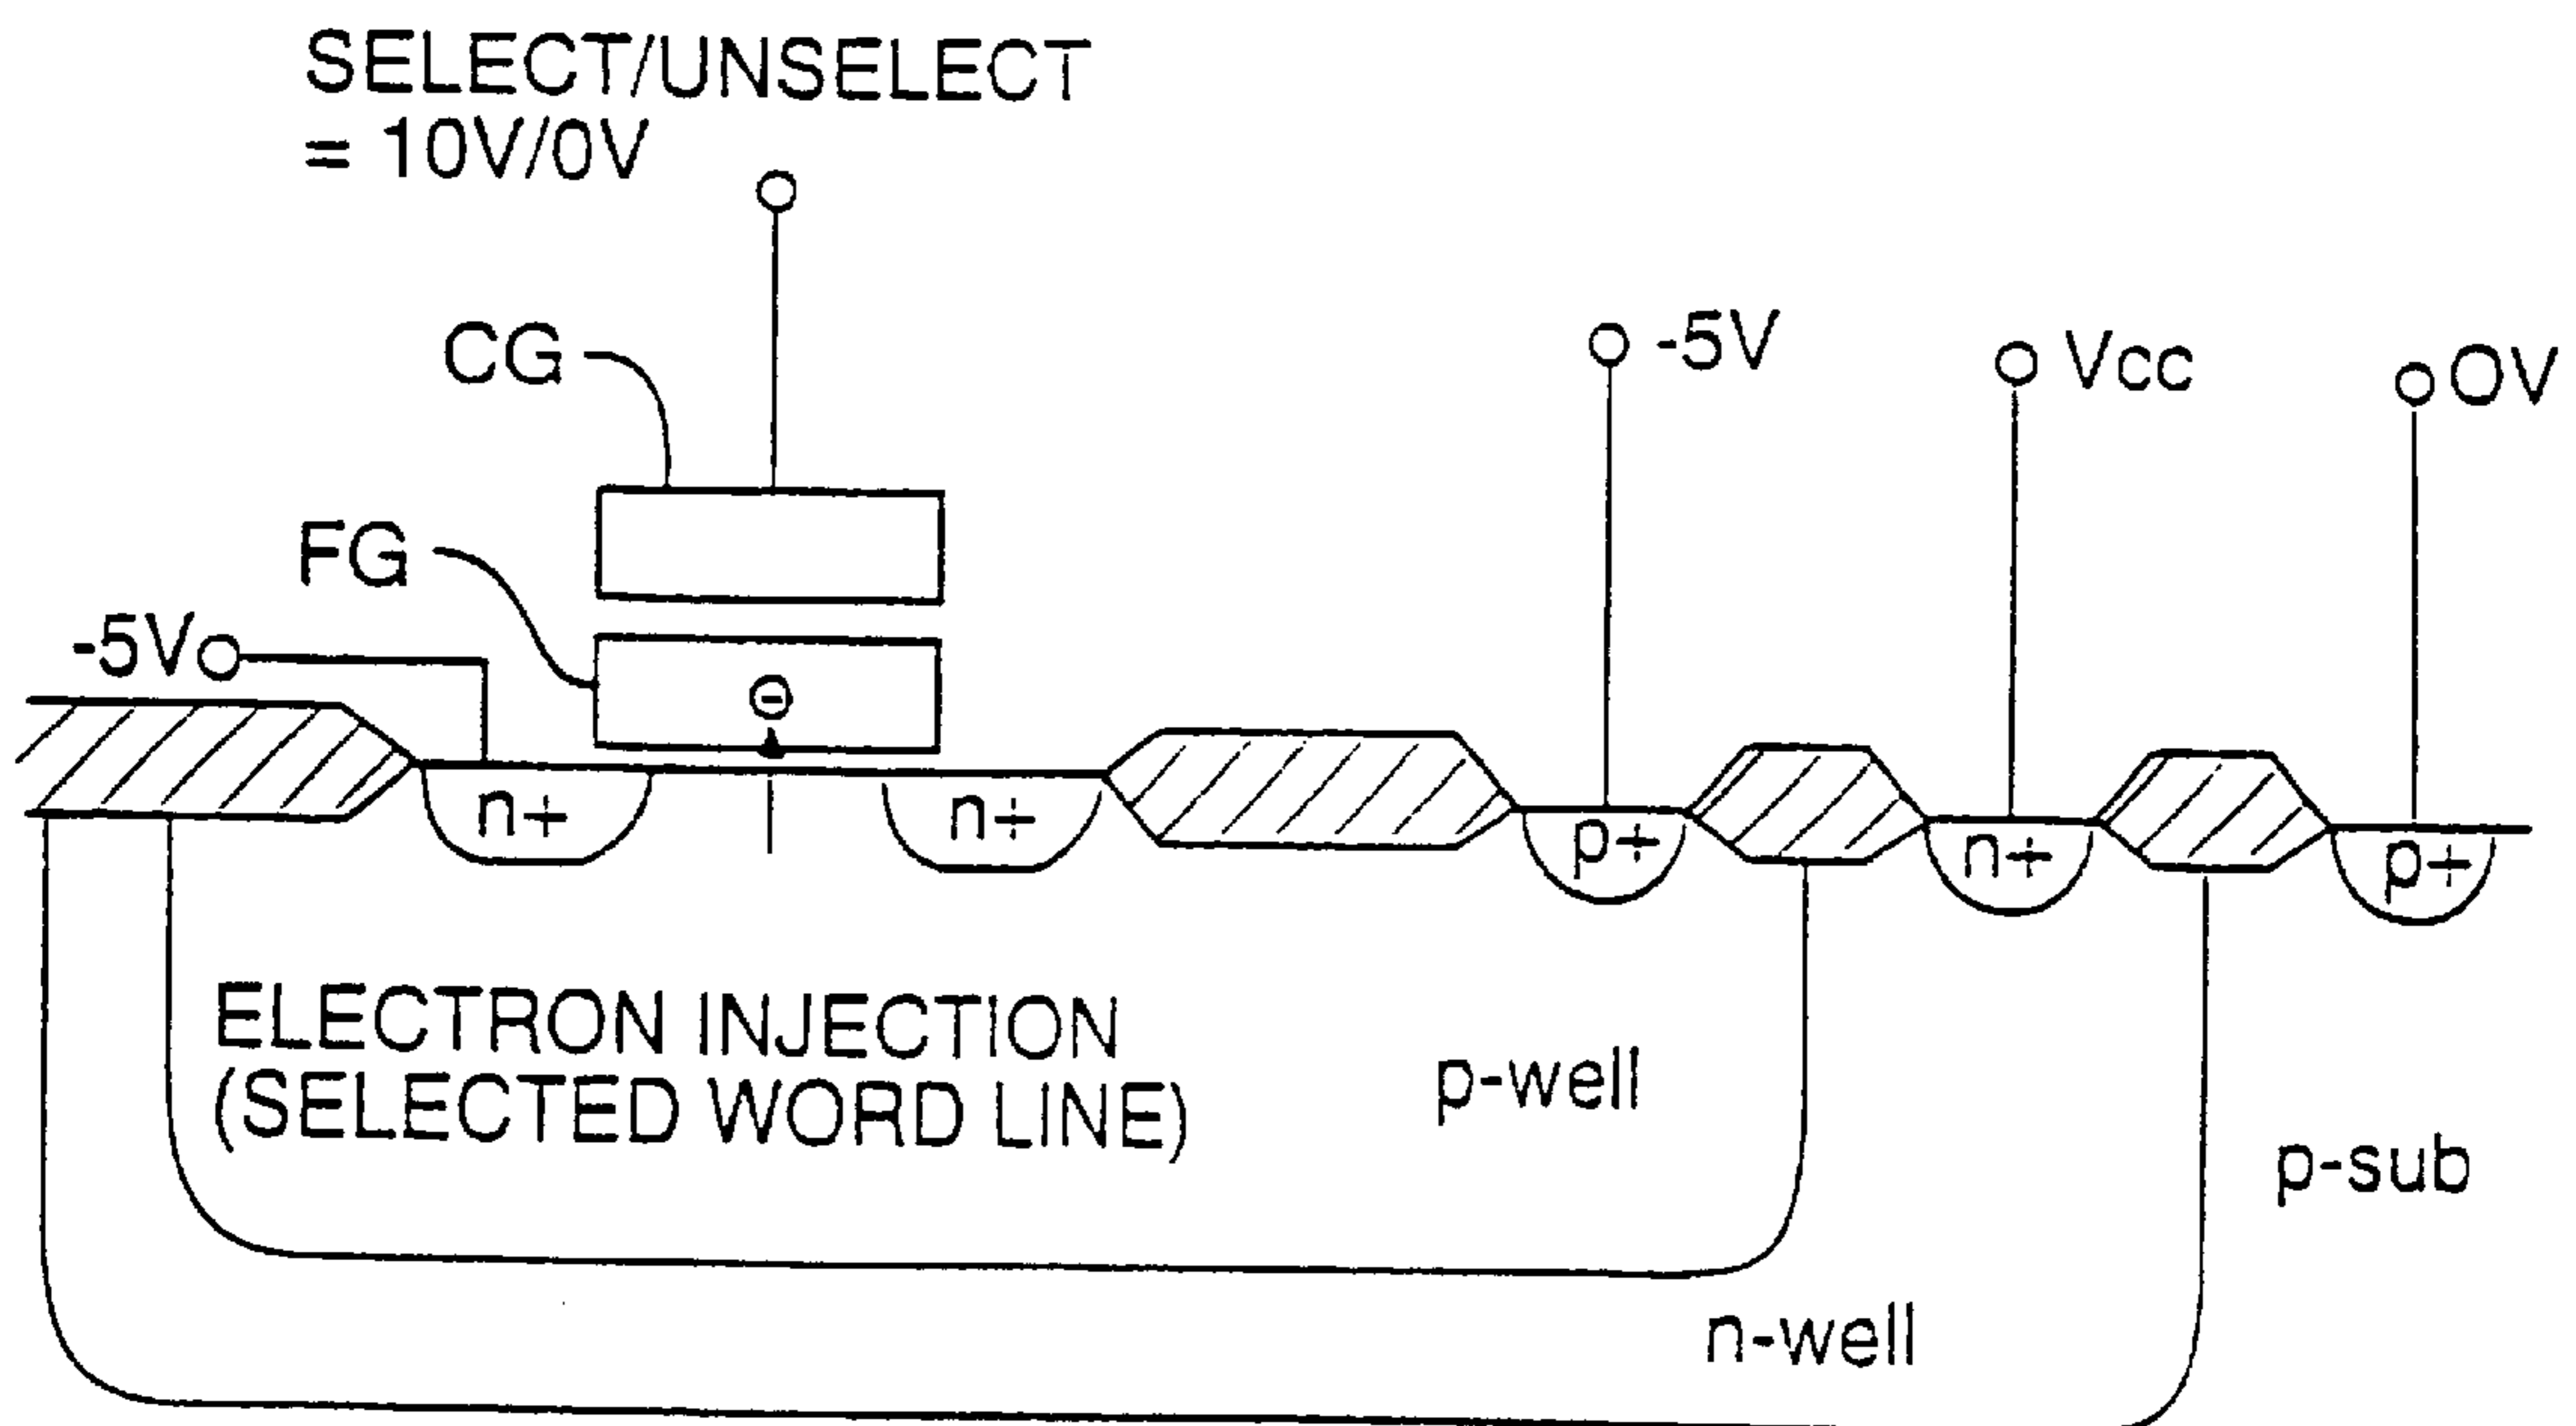 SELECT/UNSELECT
= 10V/0V
CG
-5V
Vcc
0V
FG
-5V
⊖
n+
n+
p+
n+
p+
ELECTRON INJECTION
(SELECTED WORD LINE)
p-well
p-sub
n-well